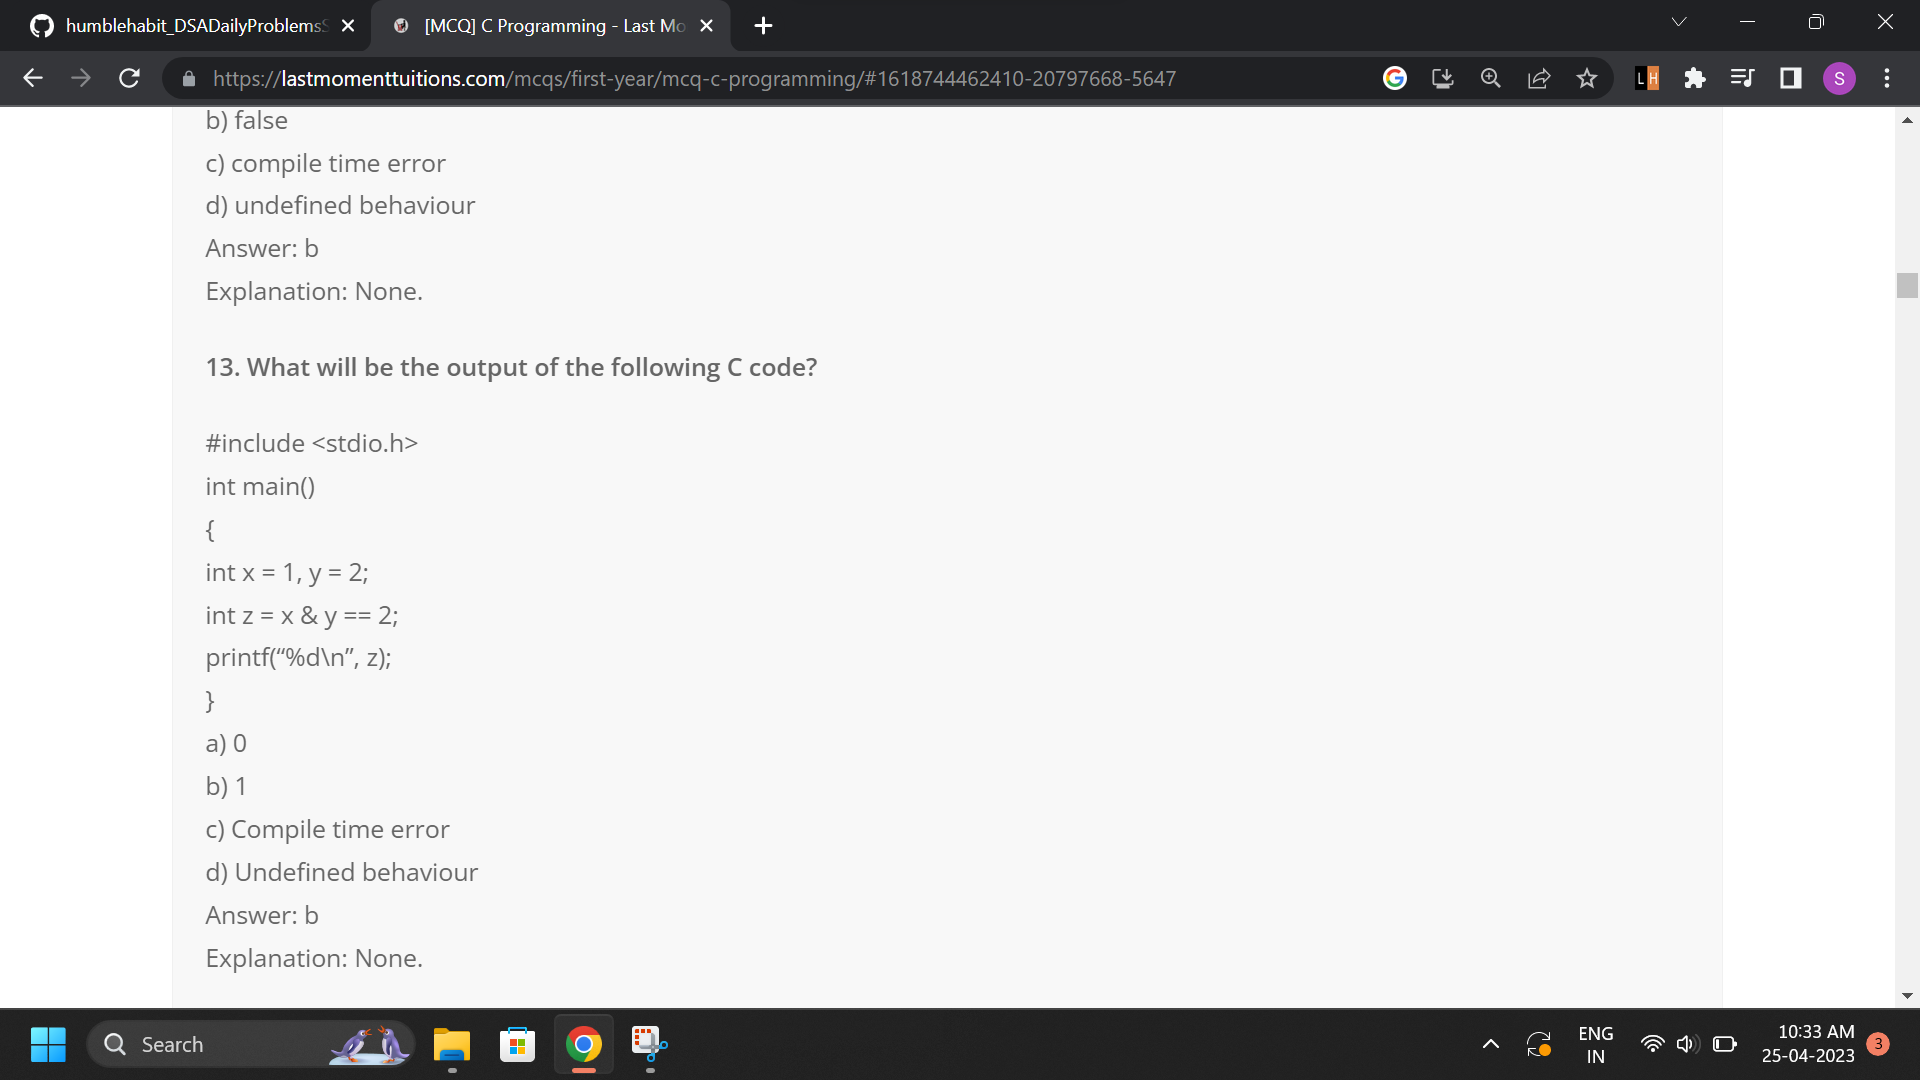 humblehabit_DSADailyProblemsS
[MCQ] C Programming - Last Mo
https://lastmomenttuitions.com/mcqs/first-year/mcq-c-programming/#1618744462410-20797668-5647
G
LH
S
b) false
c) compile time error
d) undefined behaviour
Answer: b
Explanation: None.
13. What will be the output of the following C code?
#include <stdio.h>
int main()
{
int x = 1, y = 2;
int z = x & y == 2;
printf(“%d\n”, z);
}
a) 0
b) 1
c) Compile time error
d) Undefined behaviour
Answer: b
Explanation: None.
Search
ENG
IN
10:33 AM
25-04-2023
3